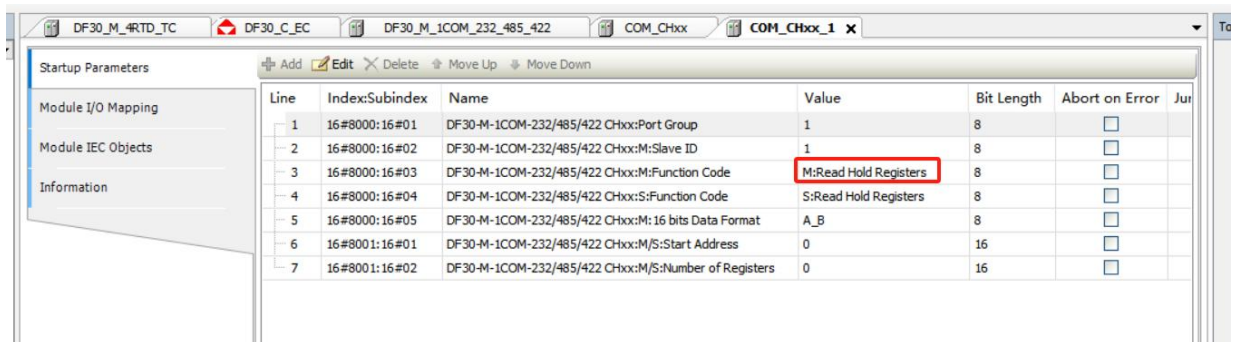 DF30_M_4RTD_TC DF30_C_EC DF30_M_1COM_232_485_422 COM_CHxx COM_CHxx_1 X To
Startup Parameters
Module I/O Mapping
Module IEC Objects
Information
Add Edit Delete Move Up Move Down
Line Index:Subindex Name Value Bit Length Abort on Error Jur
1 16#8000:16#01 DF30-M-1COM-232/485/422 CHxx:Port Group 1 8
2 16#8000:16#02 DF30-M-1COM-232/485/422 CHxx:M:Slave ID 1 8
3 16#8000:16#03 DF30-M-1COM-232/485/422 CHxx:M:Function Code M:Read Hold Registers 8
4 16#8000:16#04 DF30-M-1COM-232/485/422 CHxx:S:Function Code S:Read Hold Registers 8
5 16#8000:16#05 DF30-M-1COM-232/485/422 CHxx:M:16 bits Data Format A_B 8
6 16#8001:16#01 DF30-M-1COM-232/485/422 CHxx:M/S:Start Address 0 16
7 16#8001:16#02 DF30-M-1COM-232/485/422 CHxx:M/S:Number of Registers 0 16